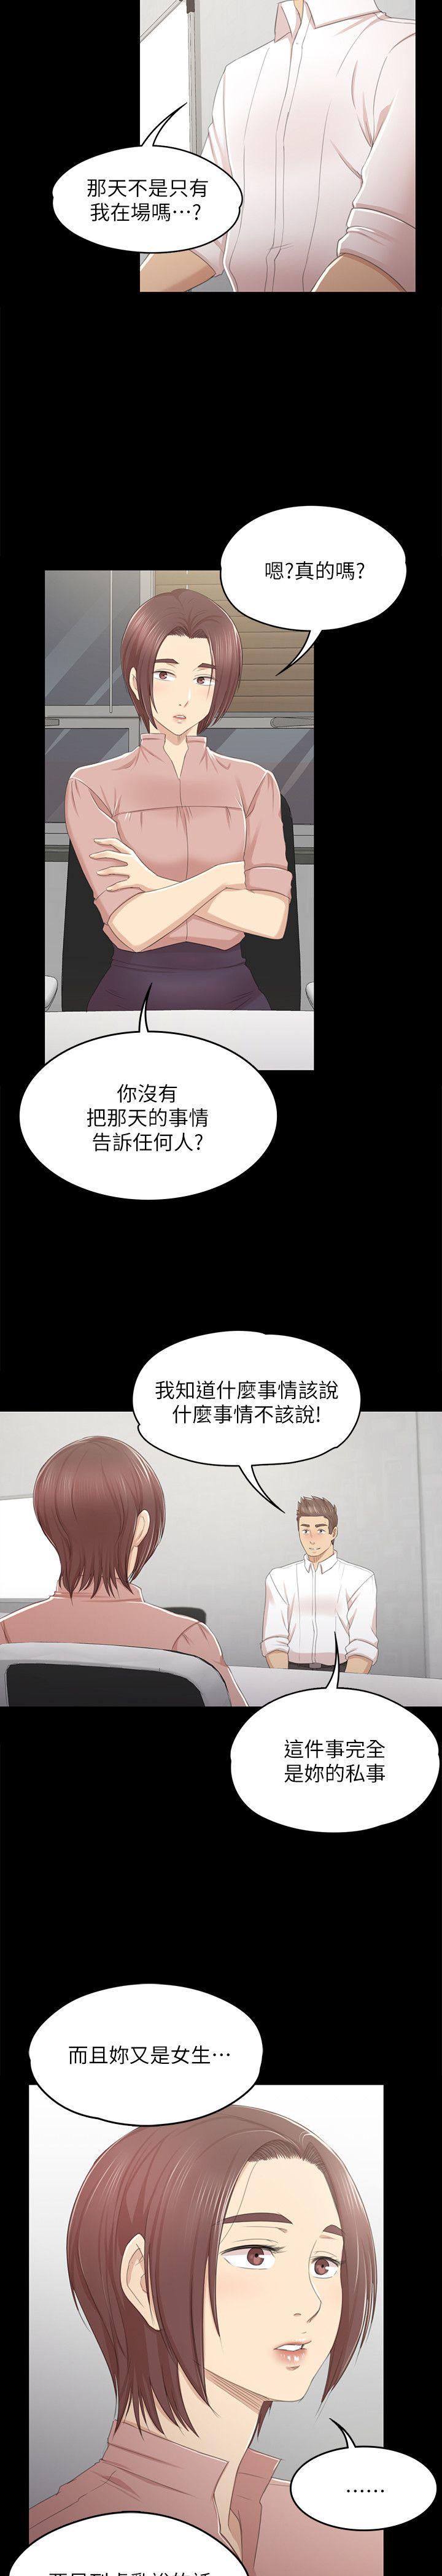 那天不是只有
我在場嗎…?
嗯?真的嗎?
你沒有
把那天的事情
告訴任何人?
我知道什麼事情該說
什麼事情不該說!
這件事完全
是妳的私事
而且妳又是女生…
……